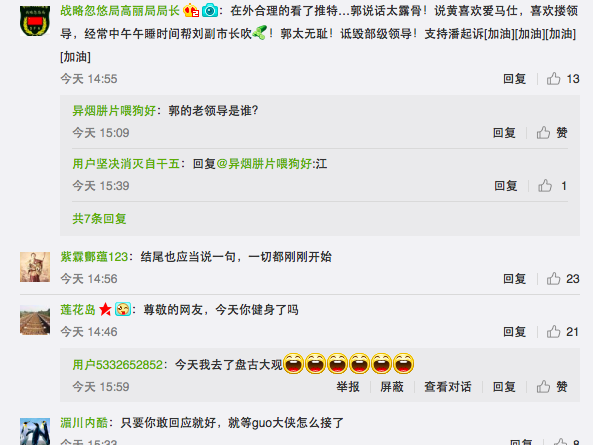 战略忽悠局高丽局局长：在外合理的看了推特...郭说话太露骨！说黄喜欢爱马仕，喜欢搂领
导，经常中午午睡时间帮刘副市长吹！郭太无耻！诋毁部级领导！支持潘起诉[加油][加油][加油]
[加油]
今天 14:55 回复 13
异烟肼片喂狗好：郭的老领导是谁?
今天 15:09 回复 赞
用户坚决消灭自干五：回复@异烟肼片喂狗好:江
今天 15:39 回复 1
共7条回复
紫霖酆蕴123：结尾也应当说一句，一切都刚刚开始
今天 14:56 回复 23
莲花岛：尊敬的网友，今天你健身了吗
今天 14:46 回复 21
用户5332652852：今天我去了盘古大观
今天 15:59 举报 屏蔽 查看对话 回复 赞
湄川内酷：只要你敢回应就好，就等guo大侠怎么接了
今天 15:33 回复 8